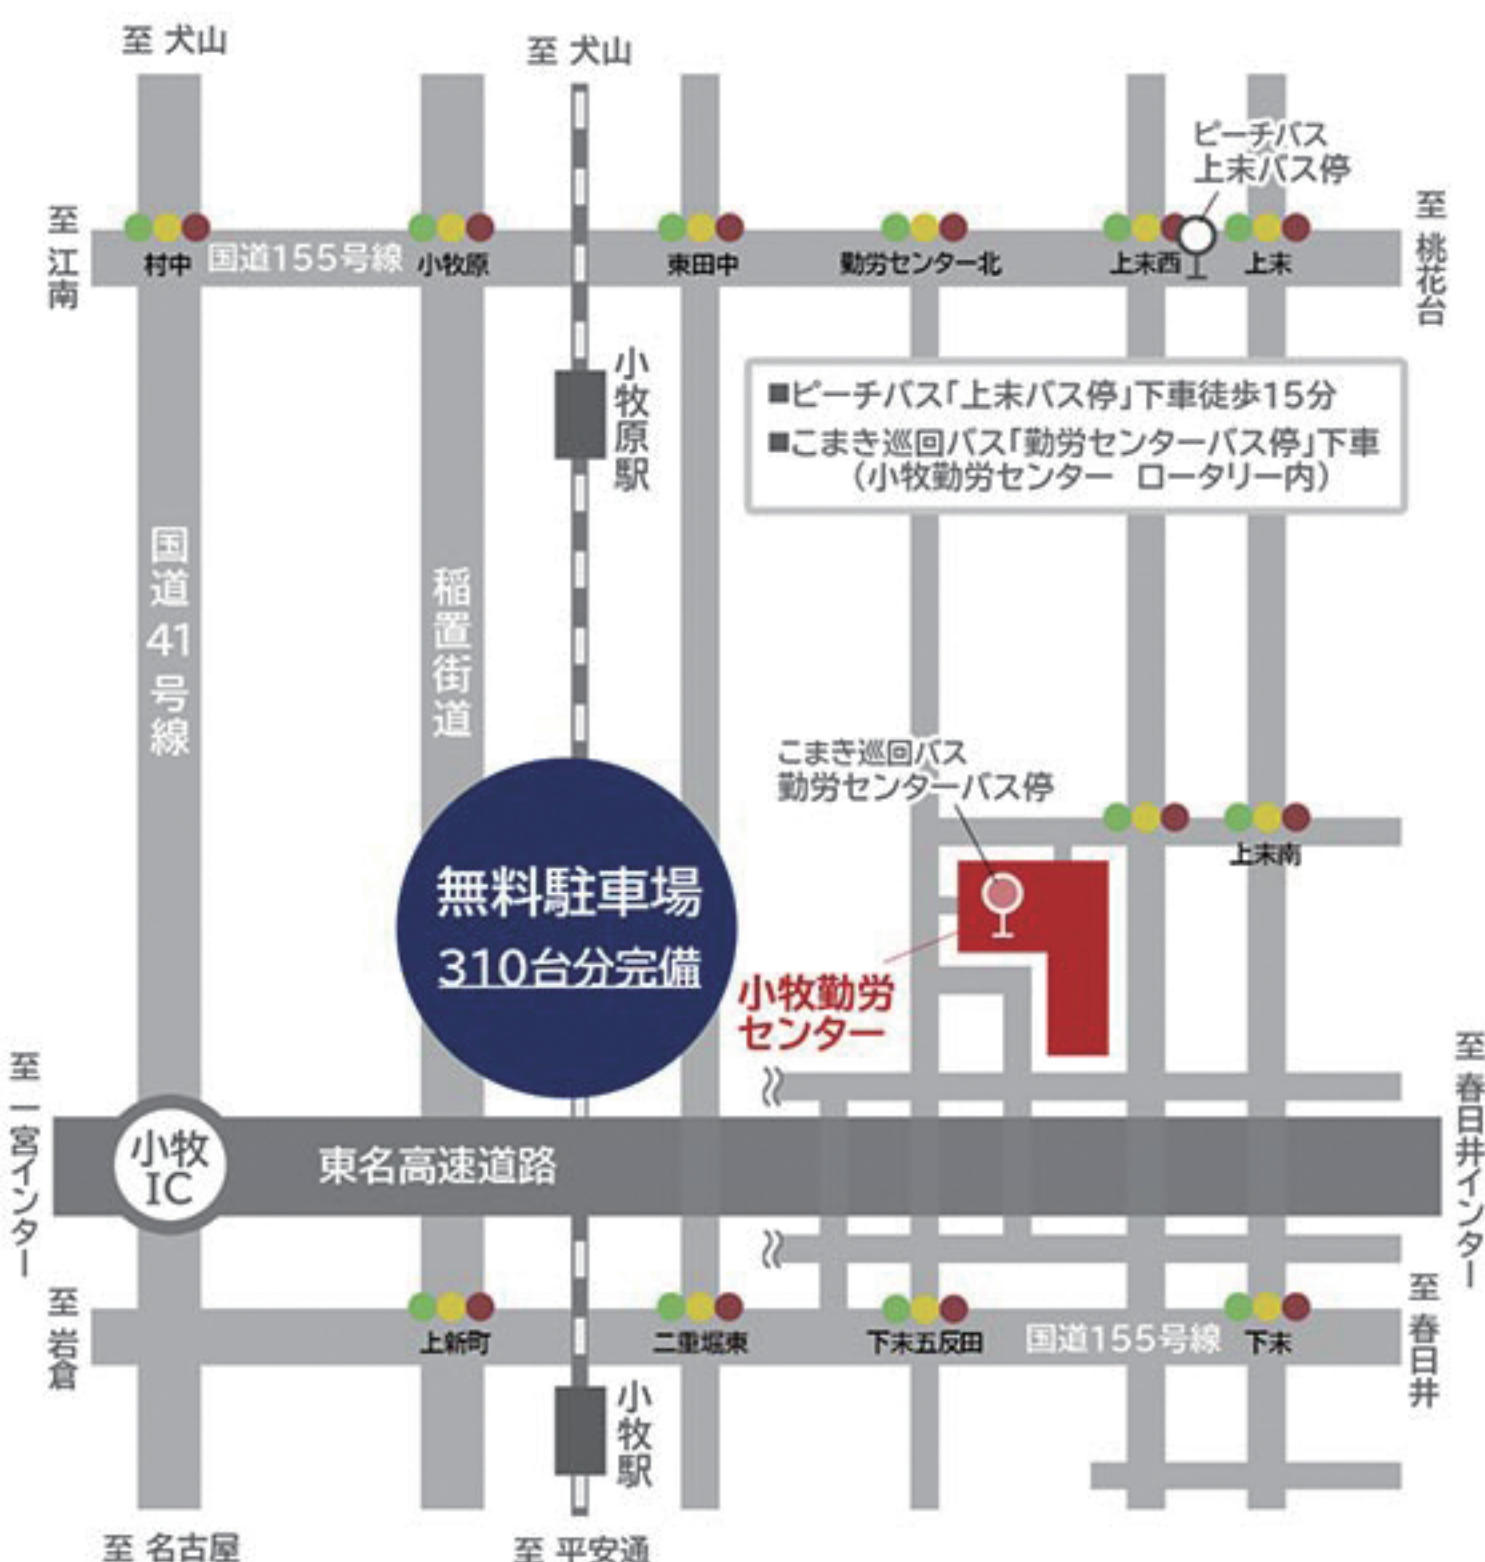 至 犬山
至 犬山
ピーチバス
上末バス停
至 江南
至 桃花台
村中
国道155号線
小牧原
東田中
勤労センター北
上末西
上末
小牧原駅
■ピーチバス「上末バス停」下車徒歩15分
■こまき巡回バス「勤労センターバス停」下車
（小牧勤労センター　ロータリー内）
国道41号線
稲置街道
こまき巡回バス
勤労センターバス停
上末南
無料駐車場
310台分完備
小牧勤労
センター
至 一宮インター
小牧
IC
東名高速道路
至 春日井インター
至 岩倉
上新町
二重堀東
下末五反田
国道155号線
下末
至 春日井
小牧駅
至 名古屋
至 平安通